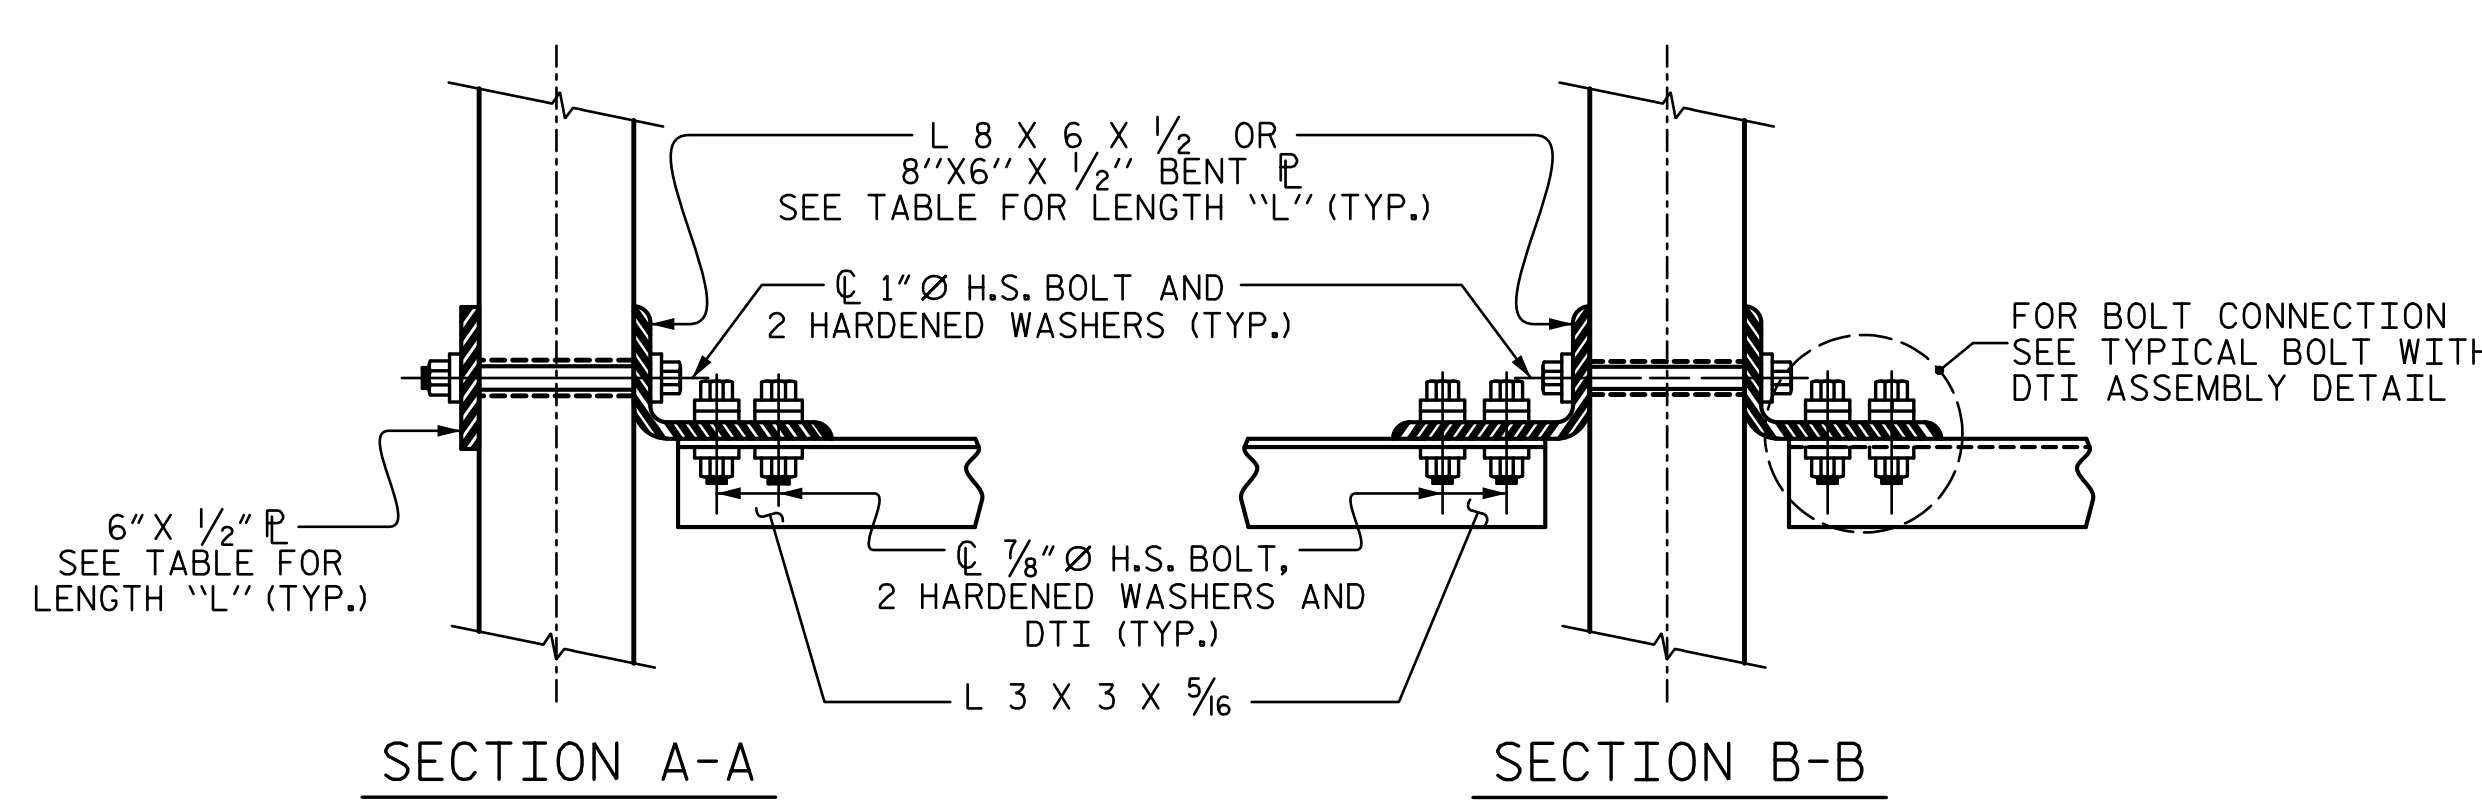 L 8 X 6 X 1/2 OR
8"X6" X 1/2" BENT ℄
SEE TABLE FOR LENGTH "L" (TYP.)
℄ 1"Ø H.S. BOLT AND
2 HARDENED WASHERS (TYP.)
FOR BOLT CONNECTION
SEE TYPICAL BOLT WITH
DTI ASSEMBLY DETAIL
6"X 1/2" PL
SEE TABLE FOR
LENGTH "L" (TYP.)
℄ 7/8"Ø H.S. BOLT,
2 HARDENED WASHERS AND
DTI (TYP.)
L 3 X 3 X 5/16
SECTION A-A
SECTION B-B